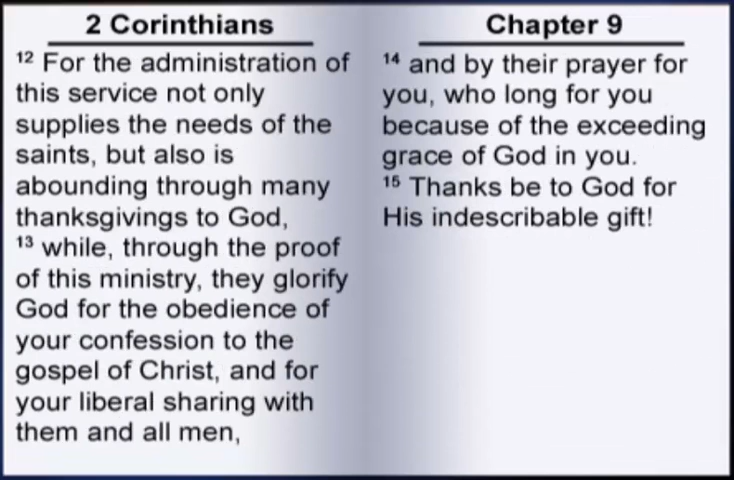 2 Corinthians
¹² For the administration of
this service not only
supplies the needs of the
saints, but also is
abounding through many
thanksgivings to God,
¹³ while, through the proof
of this ministry, they glorify
God for the obedience of
your confession to the
gospel of Christ, and for
your liberal sharing with
them and all men,
Chapter 9
¹⁴ and by their prayer for
you, who long for you
because of the exceeding
grace of God in you.
¹⁵ Thanks be to God for
His indescribable gift!